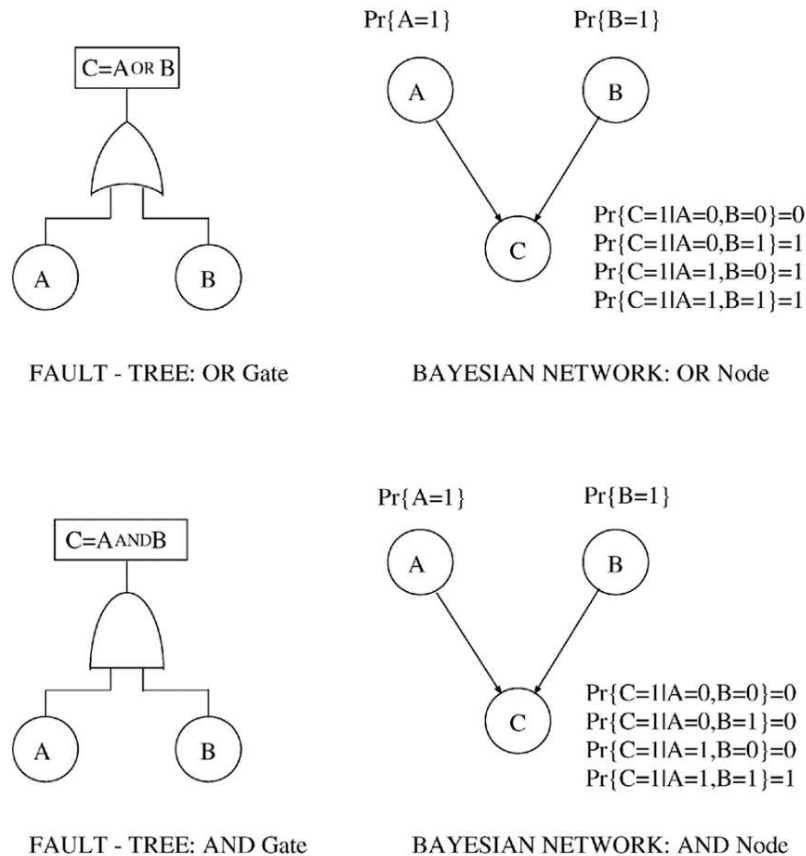 Pr{A=1} Pr{B=1}
C=A OR B
A B
C
A B
Pr{C=1|A=0,B=0}=0
Pr{C=1|A=0,B=1}=1
Pr{C=1|A=1,B=0}=1
Pr{C=1|A=1,B=1}=1
FAULT - TREE: OR Gate
BAYESIAN NETWORK: OR Node
Pr{A=1} Pr{B=1}
C=A AND B
A B
C
A B
Pr{C=1|A=0,B=0}=0
Pr{C=1|A=0,B=1}=0
Pr{C=1|A=1,B=0}=0
Pr{C=1|A=1,B=1}=1
FAULT - TREE: AND Gate
BAYESIAN NETWORK: AND Node